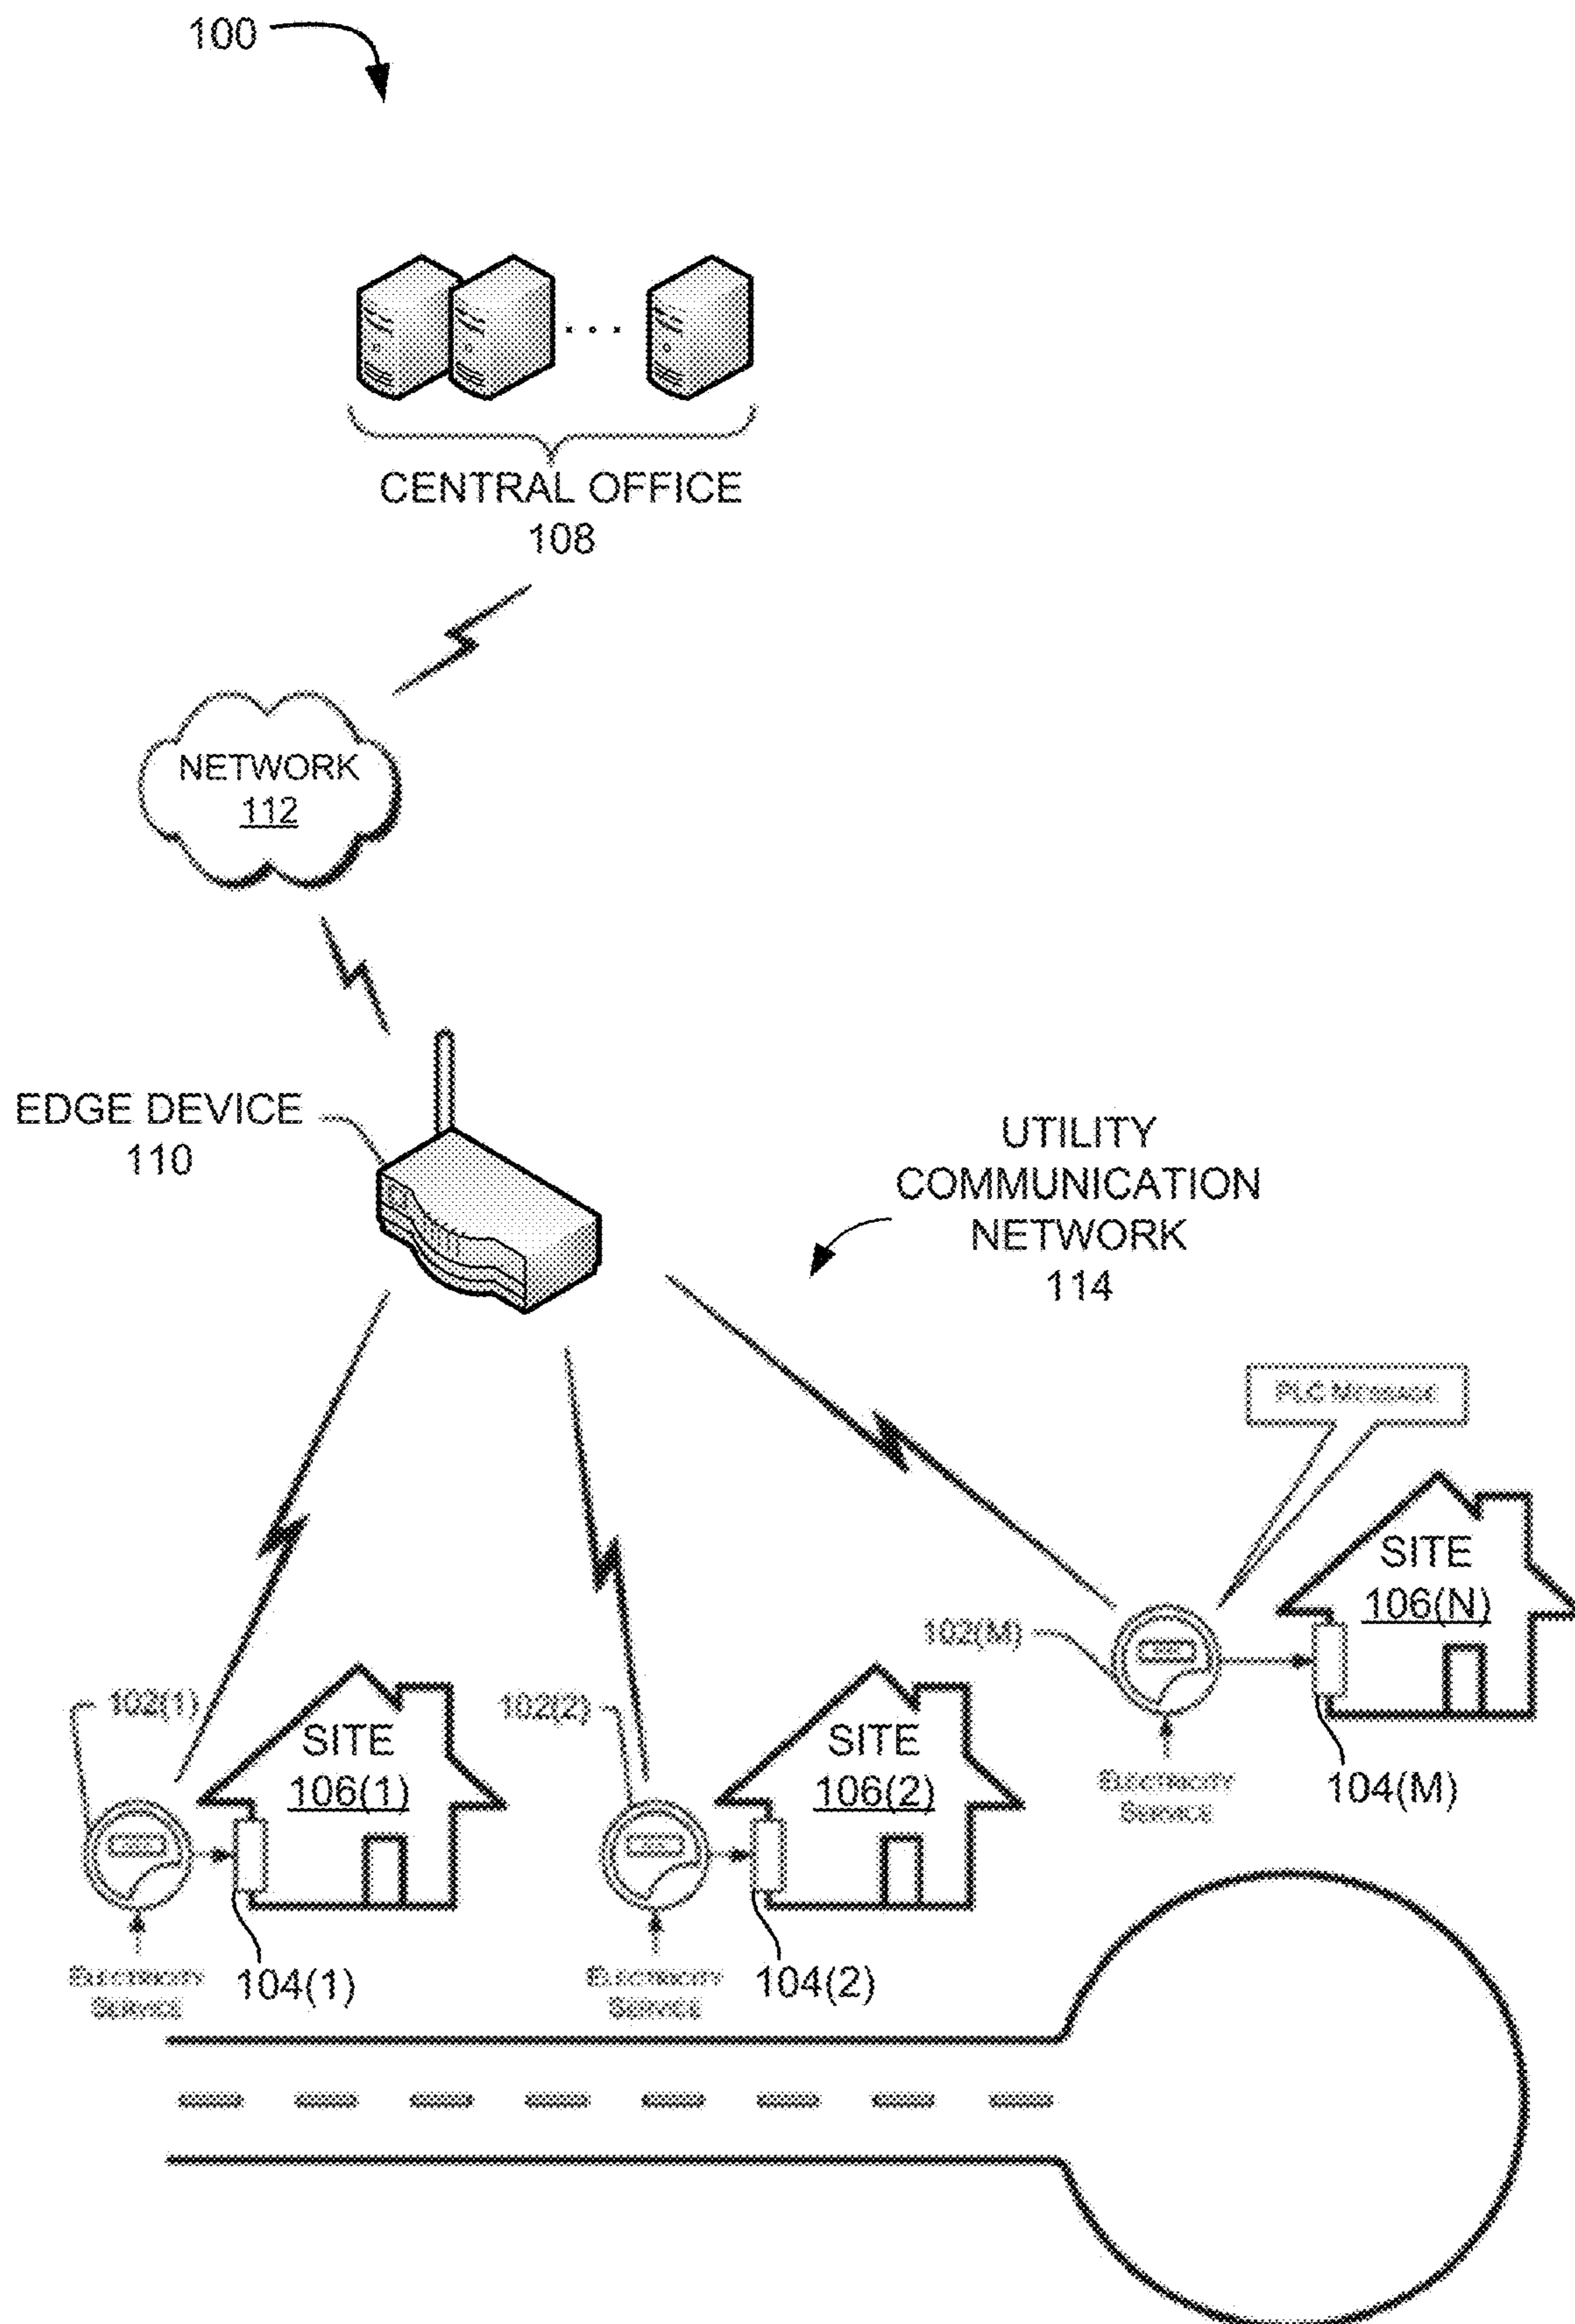 100
CENTRAL OFFICE
108
NETWORK
112
EDGE DEVICE
110
UTILITY
COMMUNICATION
NETWORK
114
PLC MESSAGE
SITE
106(N)
102(M)
104(M)
ELECTRICITY
SERVICE
102(1)
SITE
106(1)
104(1)
ELECTRICITY
SERVICE
102(2)
SITE
106(2)
104(2)
ELECTRICITY
SERVICE